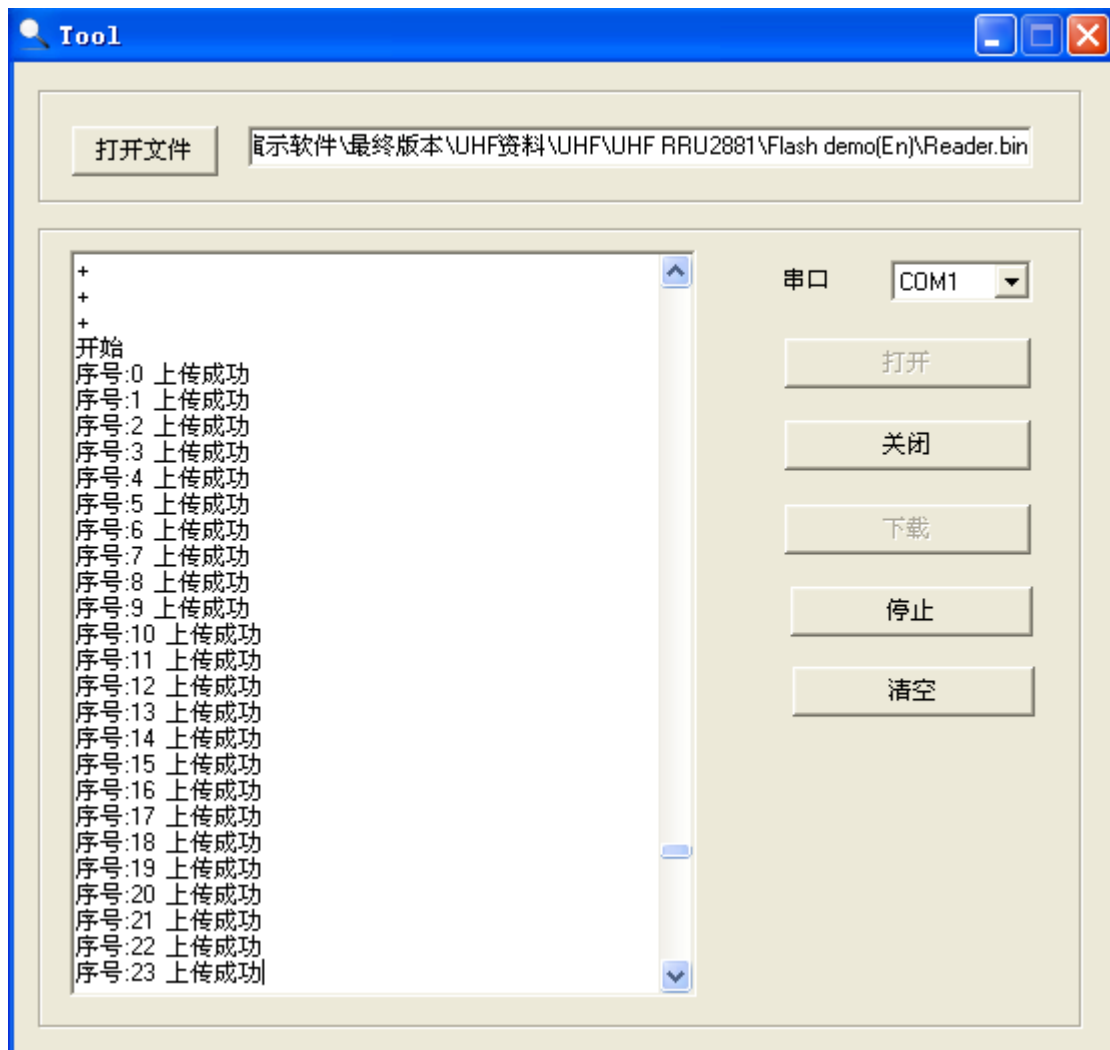 Tool
打开文件
演示软件\最终版本\UHF资料\UHF\UHF RRU2881\Flash demo(En)\Reader.bin
+
+
+
开始
序号:0 上传成功
序号:1 上传成功
序号:2 上传成功
序号:3 上传成功
序号:4 上传成功
序号:5 上传成功
序号:6 上传成功
序号:7 上传成功
序号:8 上传成功
序号:9 上传成功
序号:10 上传成功
序号:11 上传成功
序号:12 上传成功
序号:13 上传成功
序号:14 上传成功
序号:15 上传成功
序号:16 上传成功
序号:17 上传成功
序号:18 上传成功
序号:19 上传成功
序号:20 上传成功
序号:21 上传成功
序号:22 上传成功
序号:23 上传成功
串口 COM1
打开
关闭
下载
停止
清空